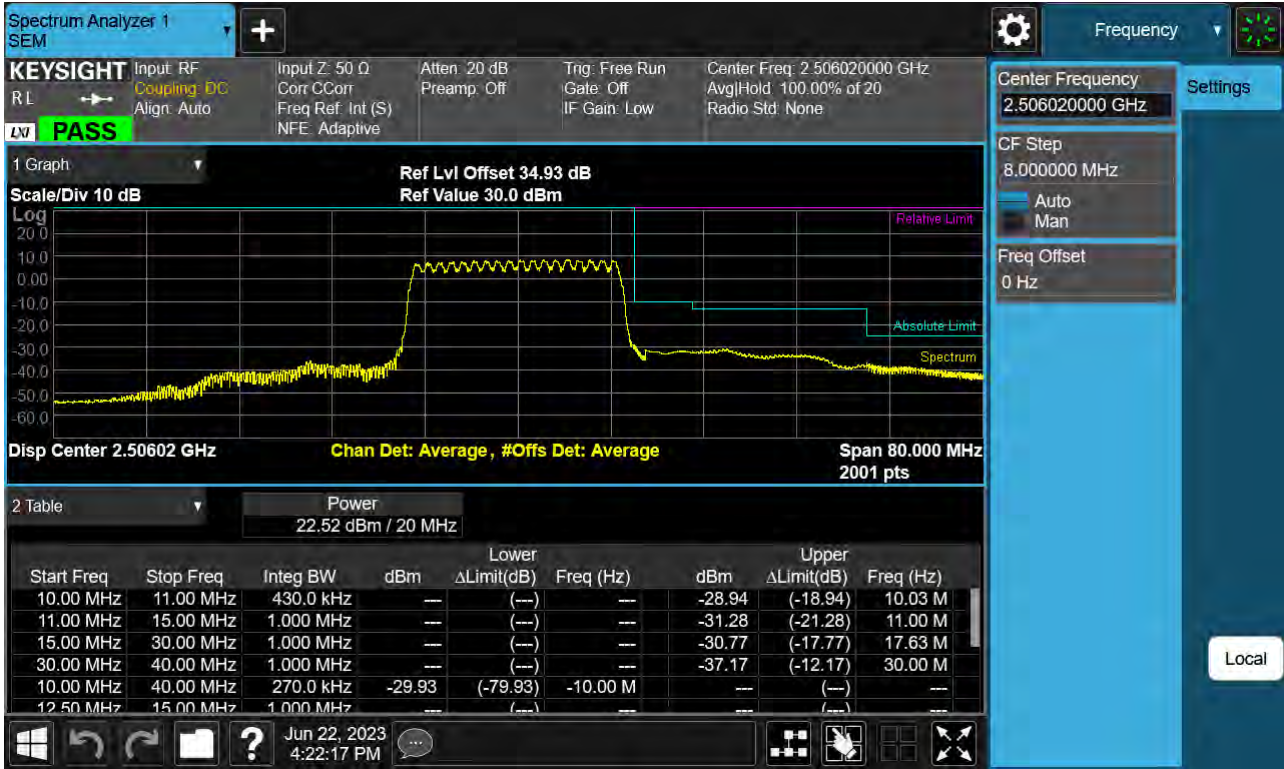 Spectrum Analyzer 1
SEM
+
Frequency
KEYSIGHT
R L
LXI
PASS
Input: RF
Coupling: DC
Align: Auto
Input Z: 50 Ω
Corr CCorr
Freq Ref: Int (S)
NFE: Adaptive
Atten: 20 dB
Preamp: Off
Trig: Free Run
Gate: Off
IF Gain: Low
Center Freq: 2.506020000 GHz
Avg|Hold: 100.00% of 20
Radio Std: None
Center Frequency
2.506020000 GHz
Settings
CF Step
8.000000 MHz
Auto
Man
Freq Offset
0 Hz
Local
1 Graph
Scale/Div 10 dB
Ref Lvl Offset 34.93 dB
Ref Value 30.0 dBm
Log
20.0
10.0
0.00
-10.0
-20.0
-30.0
-40.0
-50.0
-60.0
Relative Limit
Absolute Limit
Spectrum
Disp Center 2.50602 GHz
Chan Det: Average , #Offs Det: Average
Span 80.000 MHz
2001 pts
2 Table
Power
22.52 dBm / 20 MHz
Lower Upper
Start Freq Stop Freq Integ BW dBm ΔLimit(dB) Freq (Hz) dBm ΔLimit(dB) Freq (Hz)
10.00 MHz 11.00 MHz 430.0 kHz --- (---) --- -28.94 (-18.94) 10.03 M
11.00 MHz 15.00 MHz 1.000 MHz --- (---) --- -31.28 (-21.28) 11.00 M
15.00 MHz 30.00 MHz 1.000 MHz --- (---) --- -30.77 (-17.77) 17.63 M
30.00 MHz 40.00 MHz 1.000 MHz --- (---) --- -37.17 (-12.17) 30.00 M
10.00 MHz 40.00 MHz 270.0 kHz -29.93 (-79.93) -10.00 M --- (---) ---
12.50 MHz 15.00 MHz 1.000 MHz --- (---) --- --- (---) ---
?
Jun 22, 2023
4:22:17 PM